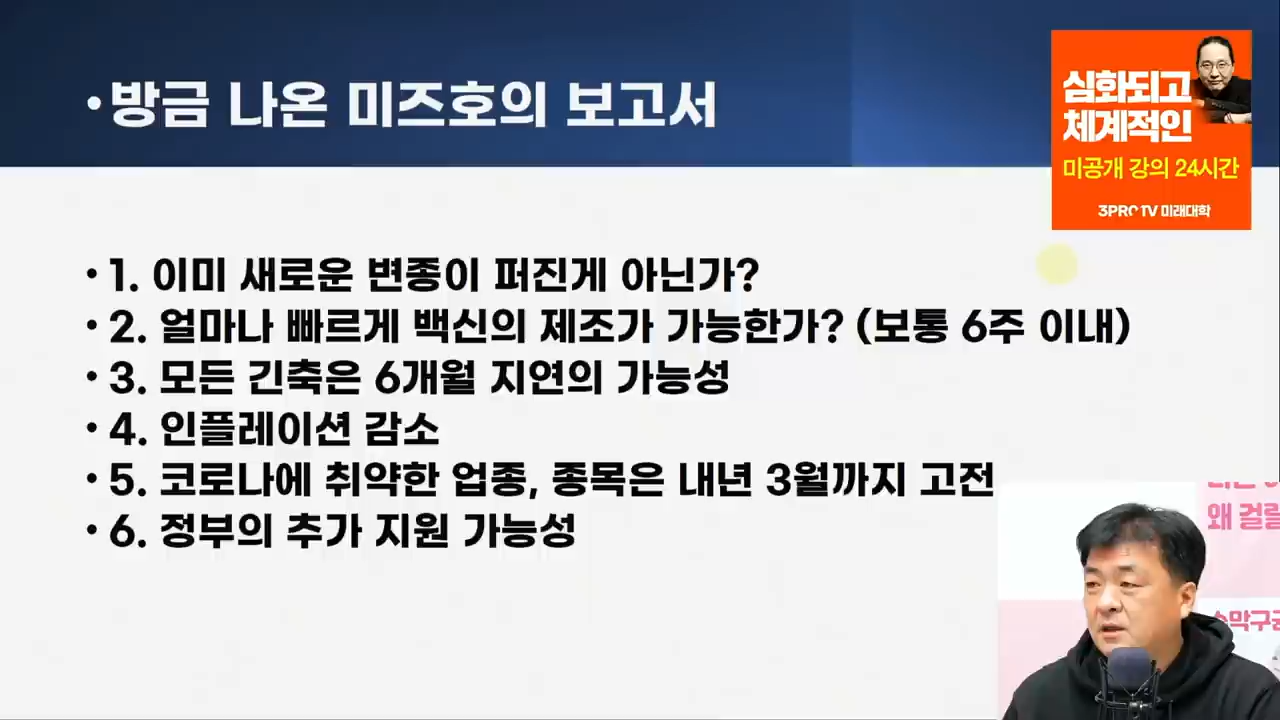 • 방금 나온 미즈호의 보고서
심화되고
체계적인
미공개 강의 24시간
3PRO TV 미래대학
• 1. 이미 새로운 변종이 퍼진게 아닌가?
• 2. 얼마나 빠르게 백신의 제조가 가능한가? (보통 6주 이내)
• 3. 모든 긴축은 6개월 지연의 가능성
• 4. 인플레이션 감소
• 5. 코로나에 취약한 업종, 종목은 내년 3월까지 고전
• 6. 정부의 추가 지원 가능성
왜 걸릴